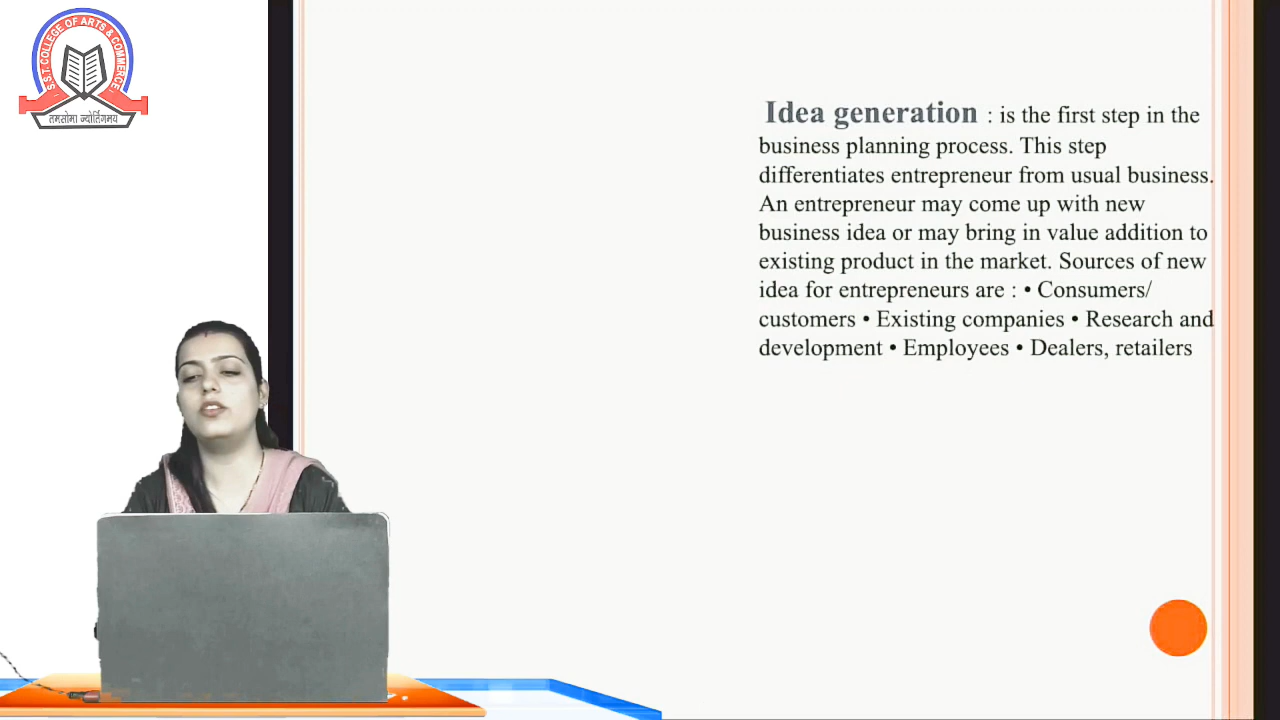 S.S.T. COLLEGE OF ARTS & COMMERCE
तमसोमा ज्योर्तिगमय
Idea generation : is the first step in the
business planning process. This step
differentiates entrepreneur from usual business.
An entrepreneur may come up with new
business idea or may bring in value addition to
existing product in the market. Sources of new
idea for entrepreneurs are : • Consumers/
customers • Existing companies • Research and
development • Employees • Dealers, retailers